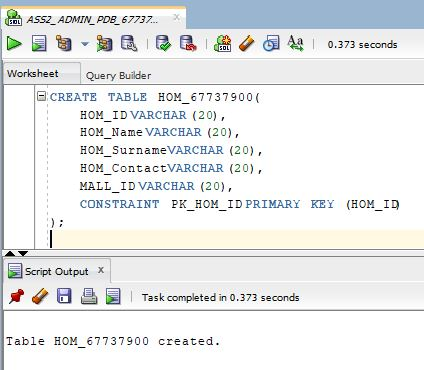 ASS2_ADMIN_PDB_67737... x
SQL
0.373 seconds
Worksheet Query Builder
CREATE TABLE HOM_67737900(
HOM_ID VARCHAR (20),
HOM_Name VARCHAR (20),
HOM_Surname VARCHAR (20),
HOM_Contact VARCHAR (20),
MALL_ID VARCHAR (20),
CONSTRAINT PK_HOM_ID PRIMARY KEY (HOM_ID)
);
Script Output x
Task completed in 0.373 seconds
Table HOM_67737900 created.